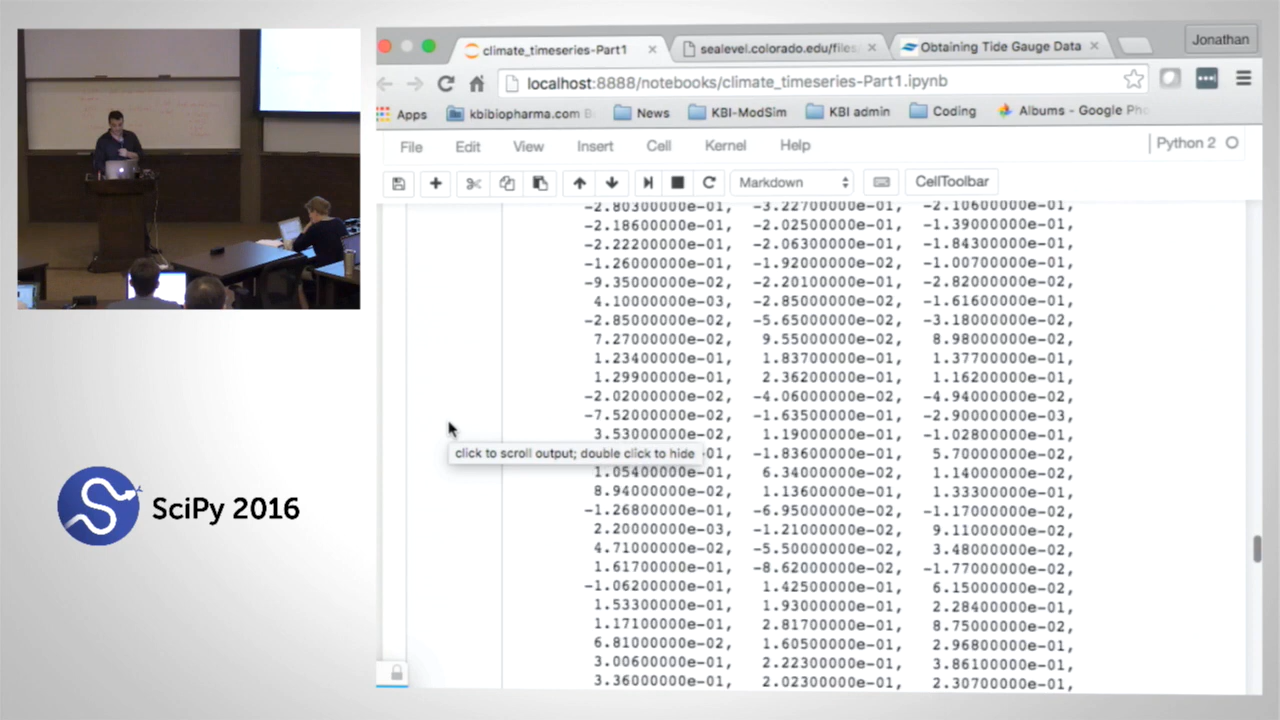 climate_timeseries-Part1
sealevel.colorado.edu/files
Obtaining Tide Gauge Data
Jonathan
localhost:8888/notebooks/climate_timeseries-Part1.ipynb
Apps
kbibiopharma.com
News
KBI-ModSim
KBI admin
Coding
Albums - Google
File Edit View Insert Cell Kernel Help
Python 2
Markdown
CellToolbar
-2.80300000e-01, -3.22700000e-01, -2.10600000e-01,
-2.18600000e-01, -2.02500000e-01, -1.39000000e-01,
-2.22200000e-01, -2.06300000e-01, -1.84300000e-01,
-1.26000000e-01, -1.92000000e-02, -1.00700000e-01,
-9.35000000e-02, -2.20100000e-01, -2.82000000e-02,
4.10000000e-03, -2.85000000e-02, -1.61600000e-01,
-2.85000000e-02, -5.65000000e-02, -3.18000000e-02,
7.27000000e-02, 9.55000000e-02, 8.98000000e-02,
1.23400000e-01, 1.83700000e-01, 1.37700000e-01,
1.29900000e-01, 2.36200000e-01, 1.16200000e-01,
-2.02000000e-02, -4.06000000e-02, -4.94000000e-02,
-7.52000000e-02, -1.63500000e-01, -2.90000000e-03,
3.53000000e-02, 1.19000000e-01, -1.02800000e-01,
click to scroll output; double click to hide
-01, -1.83600000e-01, 5.70000000e-02,
1.05400000e-01, 6.34000000e-02, 1.14000000e-02,
8.94000000e-02, 1.13600000e-01, 1.33300000e-01,
-1.26800000e-01, -6.95000000e-02, -1.17000000e-02,
2.20000000e-03, -1.21000000e-02, 9.11000000e-02,
4.71000000e-02, -5.50000000e-02, 3.48000000e-02,
1.61700000e-01, -8.62000000e-02, -1.77000000e-02,
-1.06200000e-01, 1.42500000e-01, 6.15000000e-02,
1.53300000e-01, 1.93000000e-01, 2.28400000e-01,
1.17100000e-01, 2.81700000e-01, 8.75000000e-02,
6.81000000e-02, 1.60500000e-01, 2.96800000e-01,
3.00600000e-01, 2.22300000e-01, 3.86100000e-01,
3.36000000e-01, 2.02300000e-01, 2.30700000e-01,
SciPy 2016